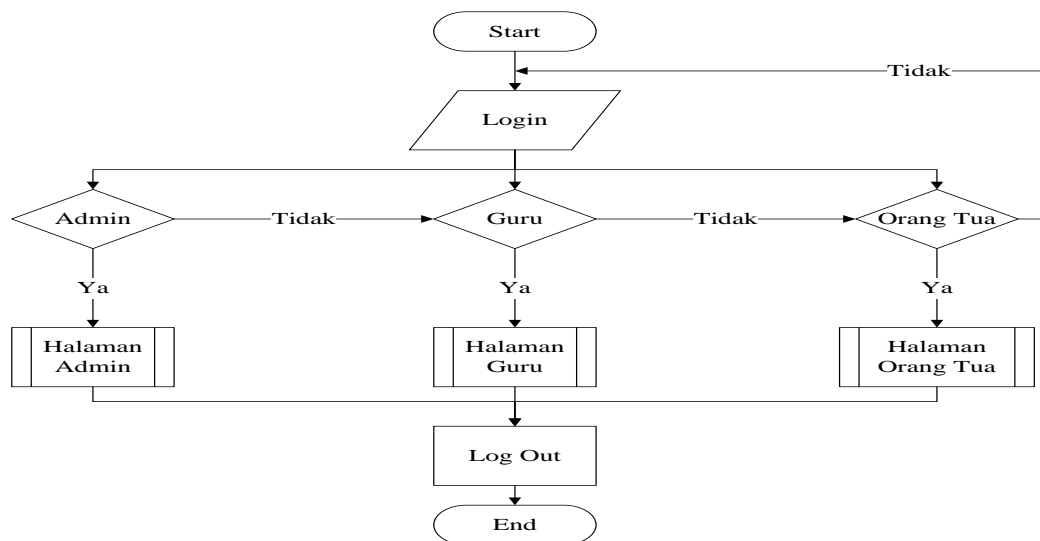 Start
Tidak
Login
Admin
Tidak
Guru
Tidak
Orang Tua
Ya
Ya
Ya
Halaman
Admin
Halaman
Guru
Halaman
Orang Tua
Log Out
End